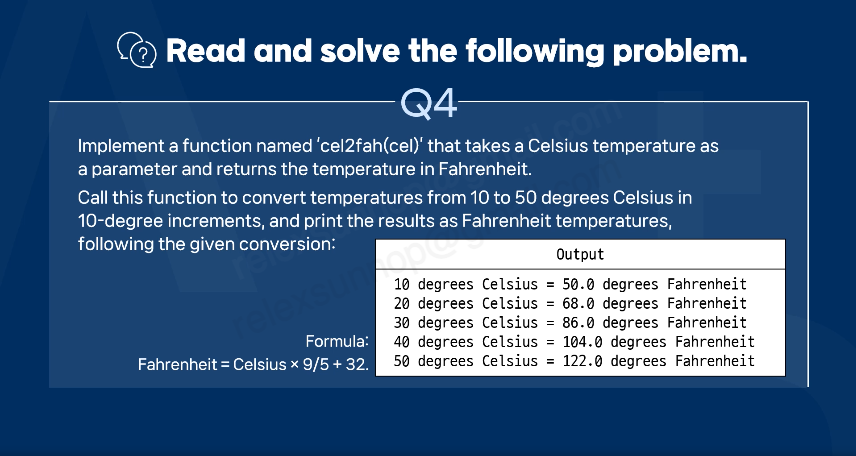 Read and solve the following problem.
Q4
Implement a function named 'cel2fah(cel)' that takes a Celsius temperature as
a parameter and returns the temperature in Fahrenheit.
Call this function to convert temperatures from 10 to 50 degrees Celsius in
10-degree increments, and print the results as Fahrenheit temperatures,
following the given conversion:
Output
10 degrees Celsius = 50.0 degrees Fahrenheit
20 degrees Celsius = 68.0 degrees Fahrenheit
30 degrees Celsius = 86.0 degrees Fahrenheit
40 degrees Celsius = 104.0 degrees Fahrenheit
50 degrees Celsius = 122.0 degrees Fahrenheit
Formula:
Fahrenheit = Celsius × 9/5 + 32.